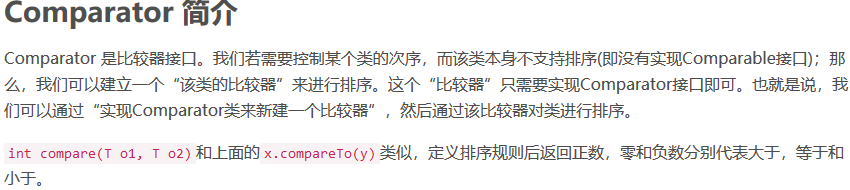 Comparator 简介
Comparator 是比较器接口。我们若需要控制某个类的次序，而该类本身不支持排序(即没有实现Comparable接口)；那
么，我们可以建立一个“该类的比较器”来进行排序。这个“比较器”只需要实现Comparator接口即可。也就是说，我
们可以通过“实现Comparator类来新建一个比较器”，然后通过该比较器对类进行排序。
int compare(T o1, T o2)和上面的x.compareTo(y)类似，定义排序规则后返回正数，零和负数分别代表大于，等于和
小于。